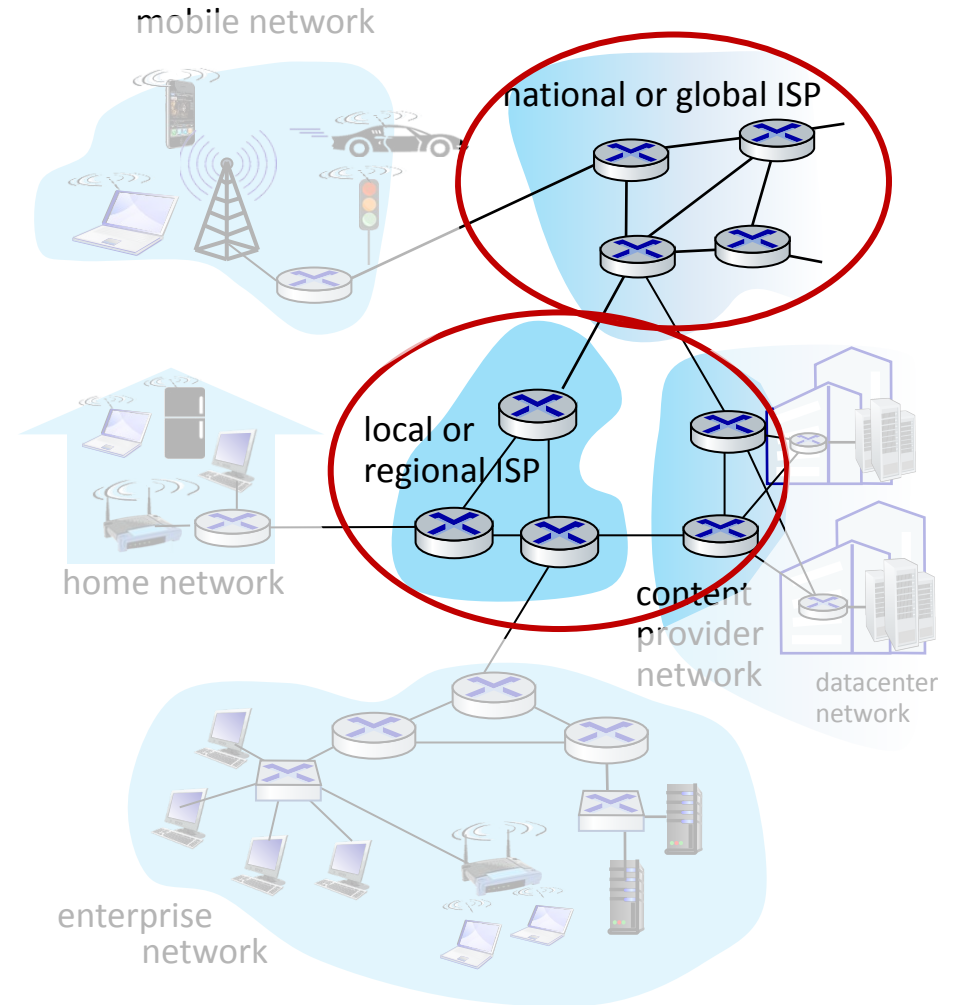 mobile network
national or global ISP
local or
regional ISP
home network
content
provider
network
datacenter
network
enterprise
network